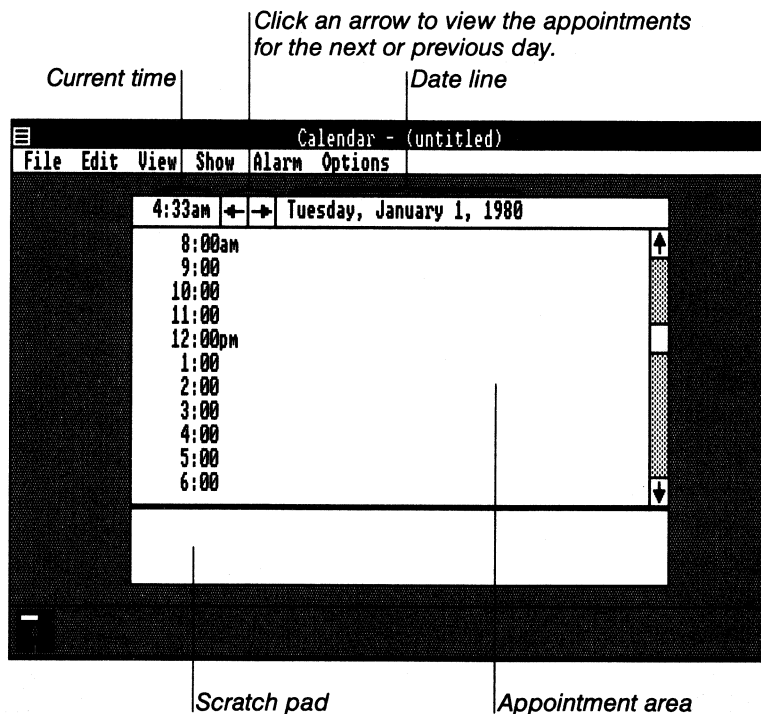 Click an arrow to view the appointments
for the next or previous day.
Current time
Date line
Calendar - (untitled)
File Edit View Show Alarm Options
4:33am Tuesday, January 1, 1980
8:00am
9:00
10:00
11:00
12:00pm
1:00
2:00
3:00
4:00
5:00
6:00
Scratch pad
Appointment area